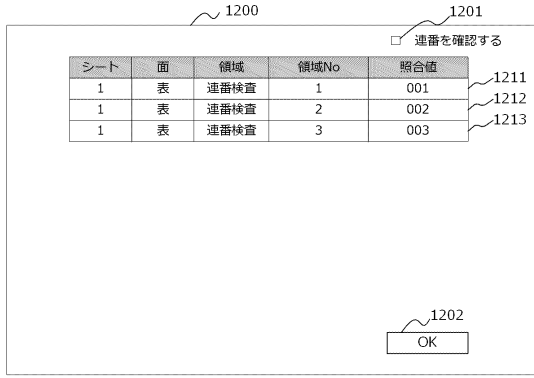 1200
1201
連番を確認する
シート 面 領域 領域No 照合値
1 表 連番検査 1 001 1211
1 表 連番検査 2 002 1212
1 表 連番検査 3 003 1213
1202
OK